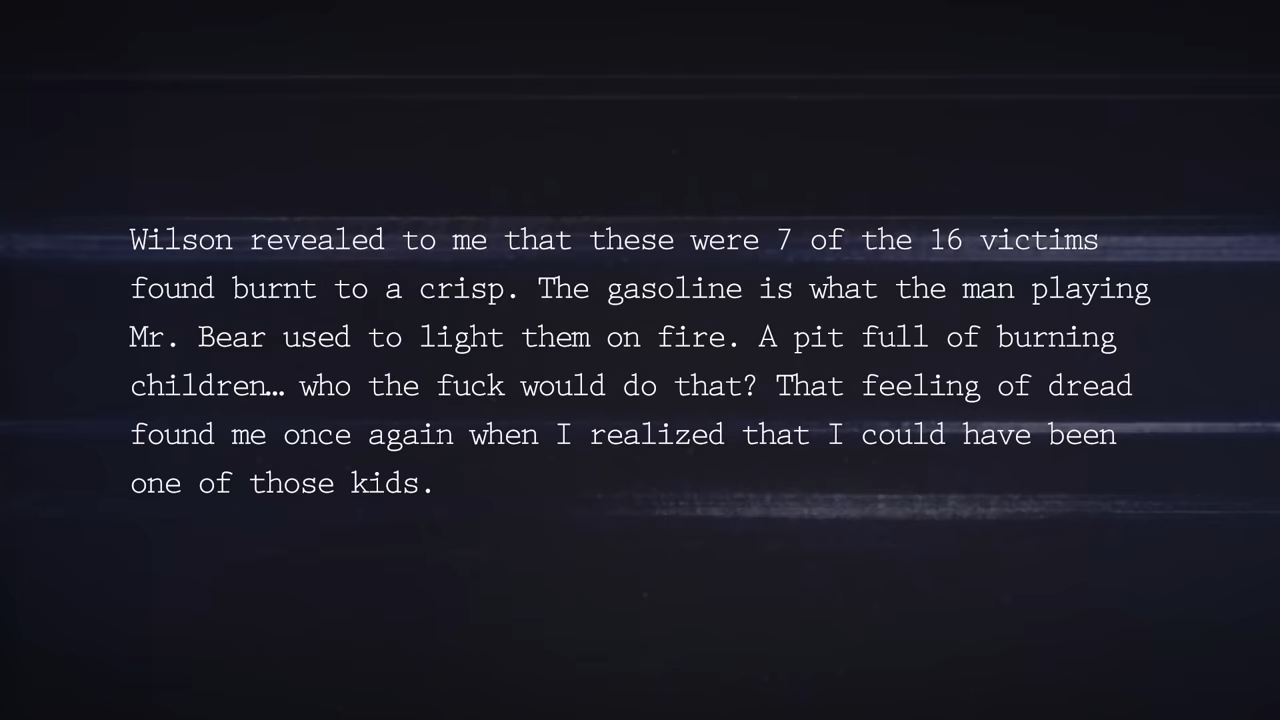 Wilson revealed to me that these were 7 of the 16 victims
found burnt to a crisp. The gasoline is what the man playing
Mr. Bear used to light them on fire. A pit full of burning
children… who the fuck would do that? That feeling of dread
found me once again when I realized that I could have been
one of those kids.